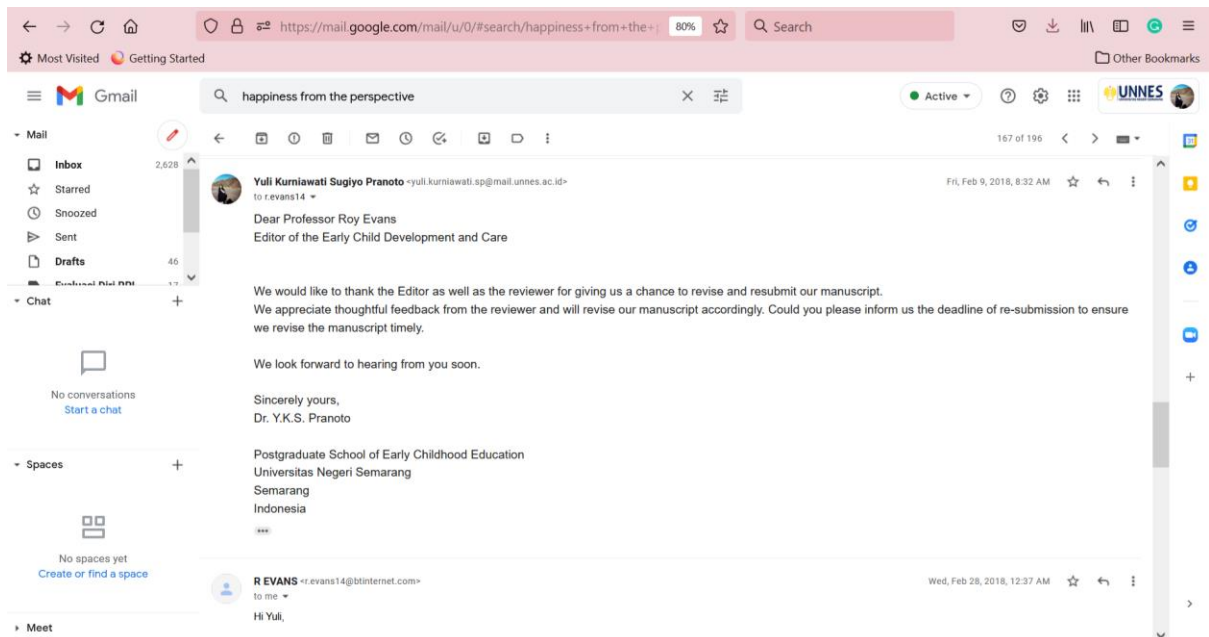 https://mail.google.com/mail/u/0/#search/happiness+from+the+ 80% Search
Most Visited Getting Started Other Bookmarks
Gmail happiness from the perspective Active UNNES
Mail 167 of 196
Inbox 2,628
Starred
Snoozed
Sent
Drafts 46
Evaluasi Diri PPL 17
Chat
No conversations
Start a chat
Spaces
No spaces yet
Create or find a space
Meet
Yuli Kurniawati Sugiyo Pranoto <yuli.kurniawati.sp@mail.unnes.ac.id> Fri, Feb 9, 2018, 8:32 AM
to r.evans14
Dear Professor Roy Evans
Editor of the Early Child Development and Care
We would like to thank the Editor as well as the reviewer for giving us a chance to revise and resubmit our manuscript.
We appreciate thoughtful feedback from the reviewer and will revise our manuscript accordingly. Could you please inform us the deadline of re-submission to ensure
we revise the manuscript timely.
We look forward to hearing from you soon.
Sincerely yours,
Dr. Y.K.S. Pranoto
Postgraduate School of Early Childhood Education
Universitas Negeri Semarang
Semarang
Indonesia
R EVANS <r.evans14@btinternet.com> Wed, Feb 28, 2018, 12:37 AM
to me
Hi Yuli,